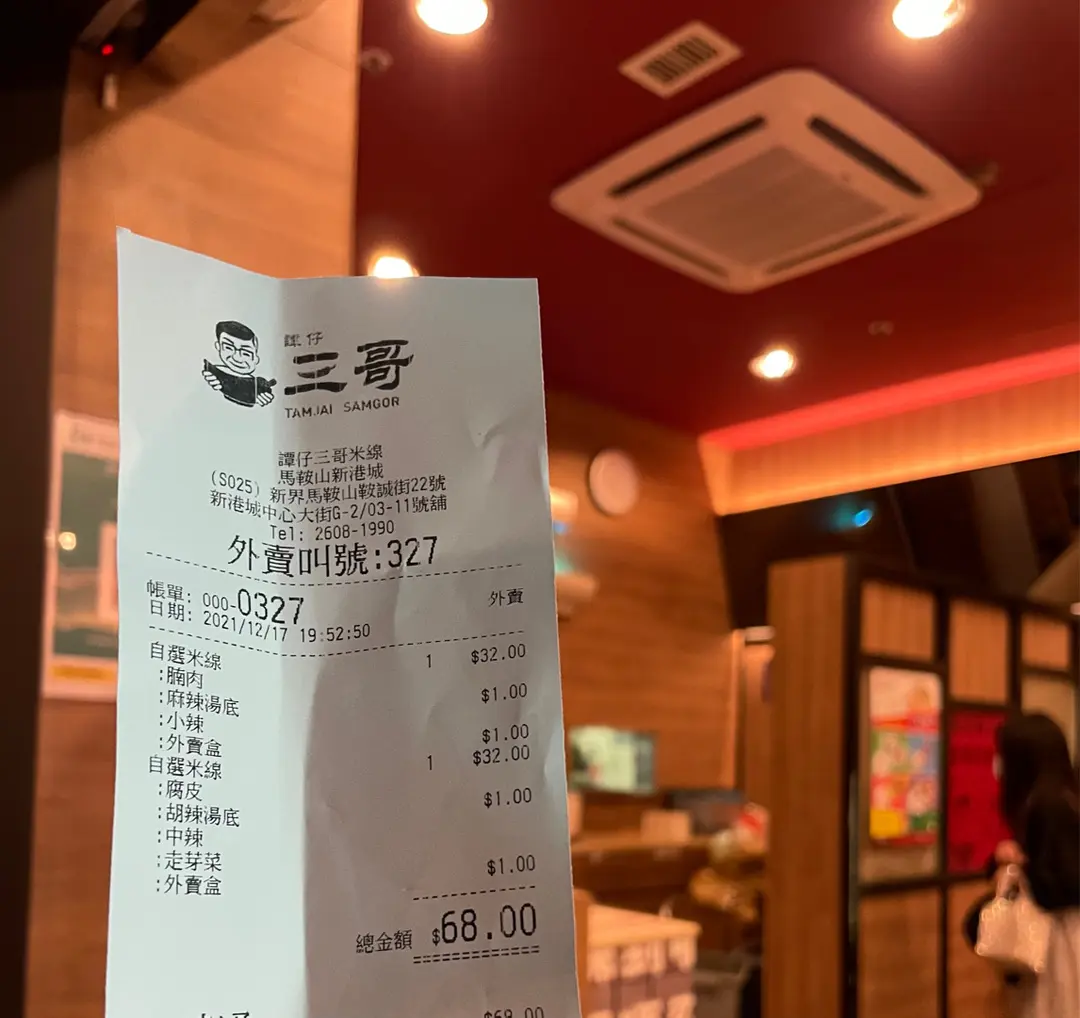 譚仔
三哥
TAMJAI SAMGOR
譚仔三哥米線
馬鞍山新港城
(S025) 新界馬鞍山鞍誠街22號
新港城中心大街G-2/03-11號舖
Tel: 2608-1990
外賣叫號:327
帳單: 000-0327 外賣
日期: 2021/12/17 19:52:50
自選米線 1 $32.00
:腩肉
:麻辣湯底 $1.00
:小辣
:外賣盒 $1.00
自選米線 1 $32.00
:腐皮
:胡辣湯底 $1.00
:中辣
:走芽菜
:外賣盒 $1.00
總金額 $68.00
$68.00